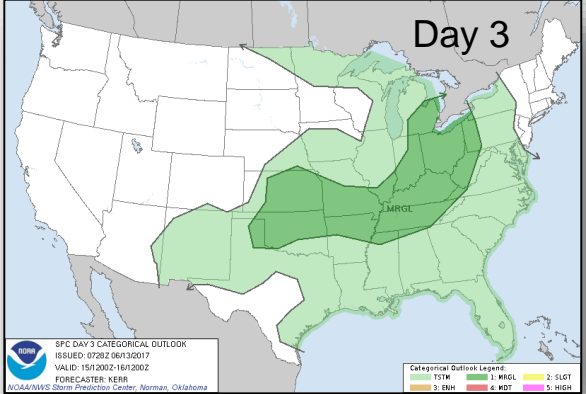 Day 3
MRGL
NOAA
SPC DAY 3 CATEGORICAL OUTLOOK
ISSUED: 0728Z 06/13/2017
VALID: 15/1200Z-16/1200Z
FORECASTER: KERR
NOAA/NWS Storm Prediction Center, Norman, Oklahoma
Categorical Outlook Legend:
TSTM 1: MRGL 2: SLGT
3: ENH 4: MDT 5: HIGH